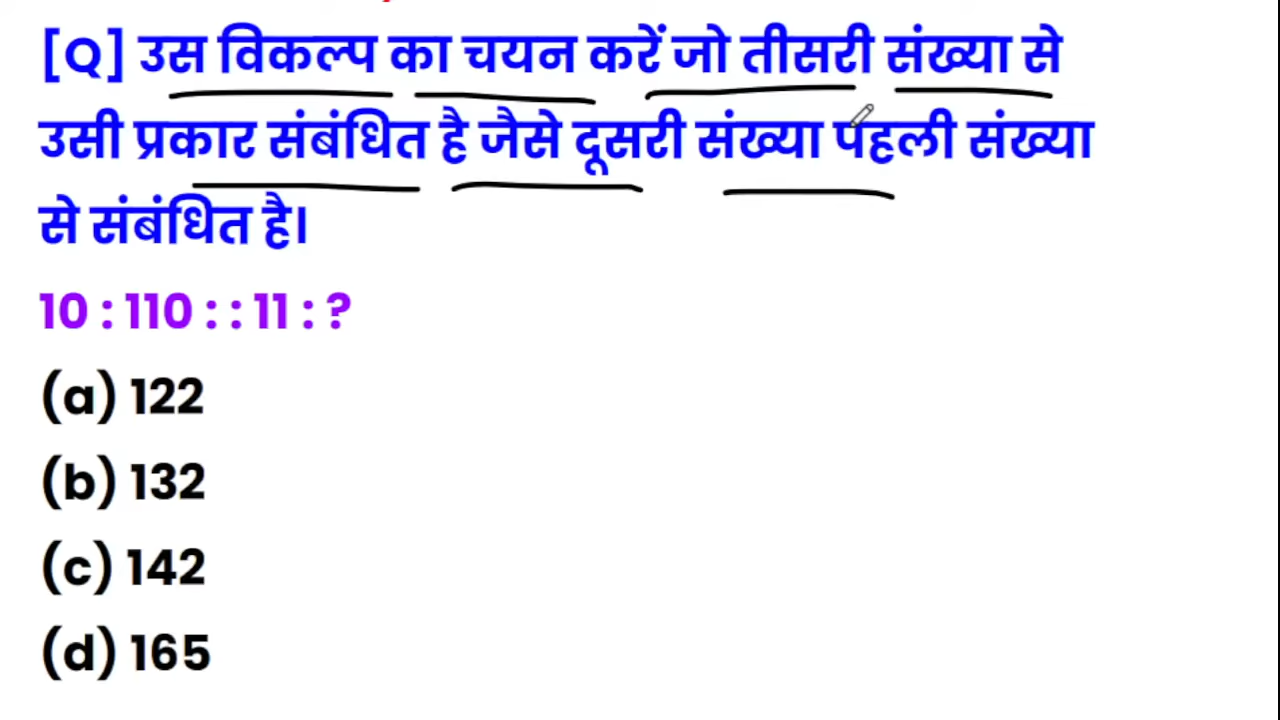 [Q] उस विकल्प का चयन करें जो तीसरी संख्या से
उसी प्रकार संबंधित है जैसे दूसरी संख्या पहली संख्या
से संबंधित है।
10 : 110 : : 11 : ?
(a) 122
(b) 132
(c) 142
(d) 165